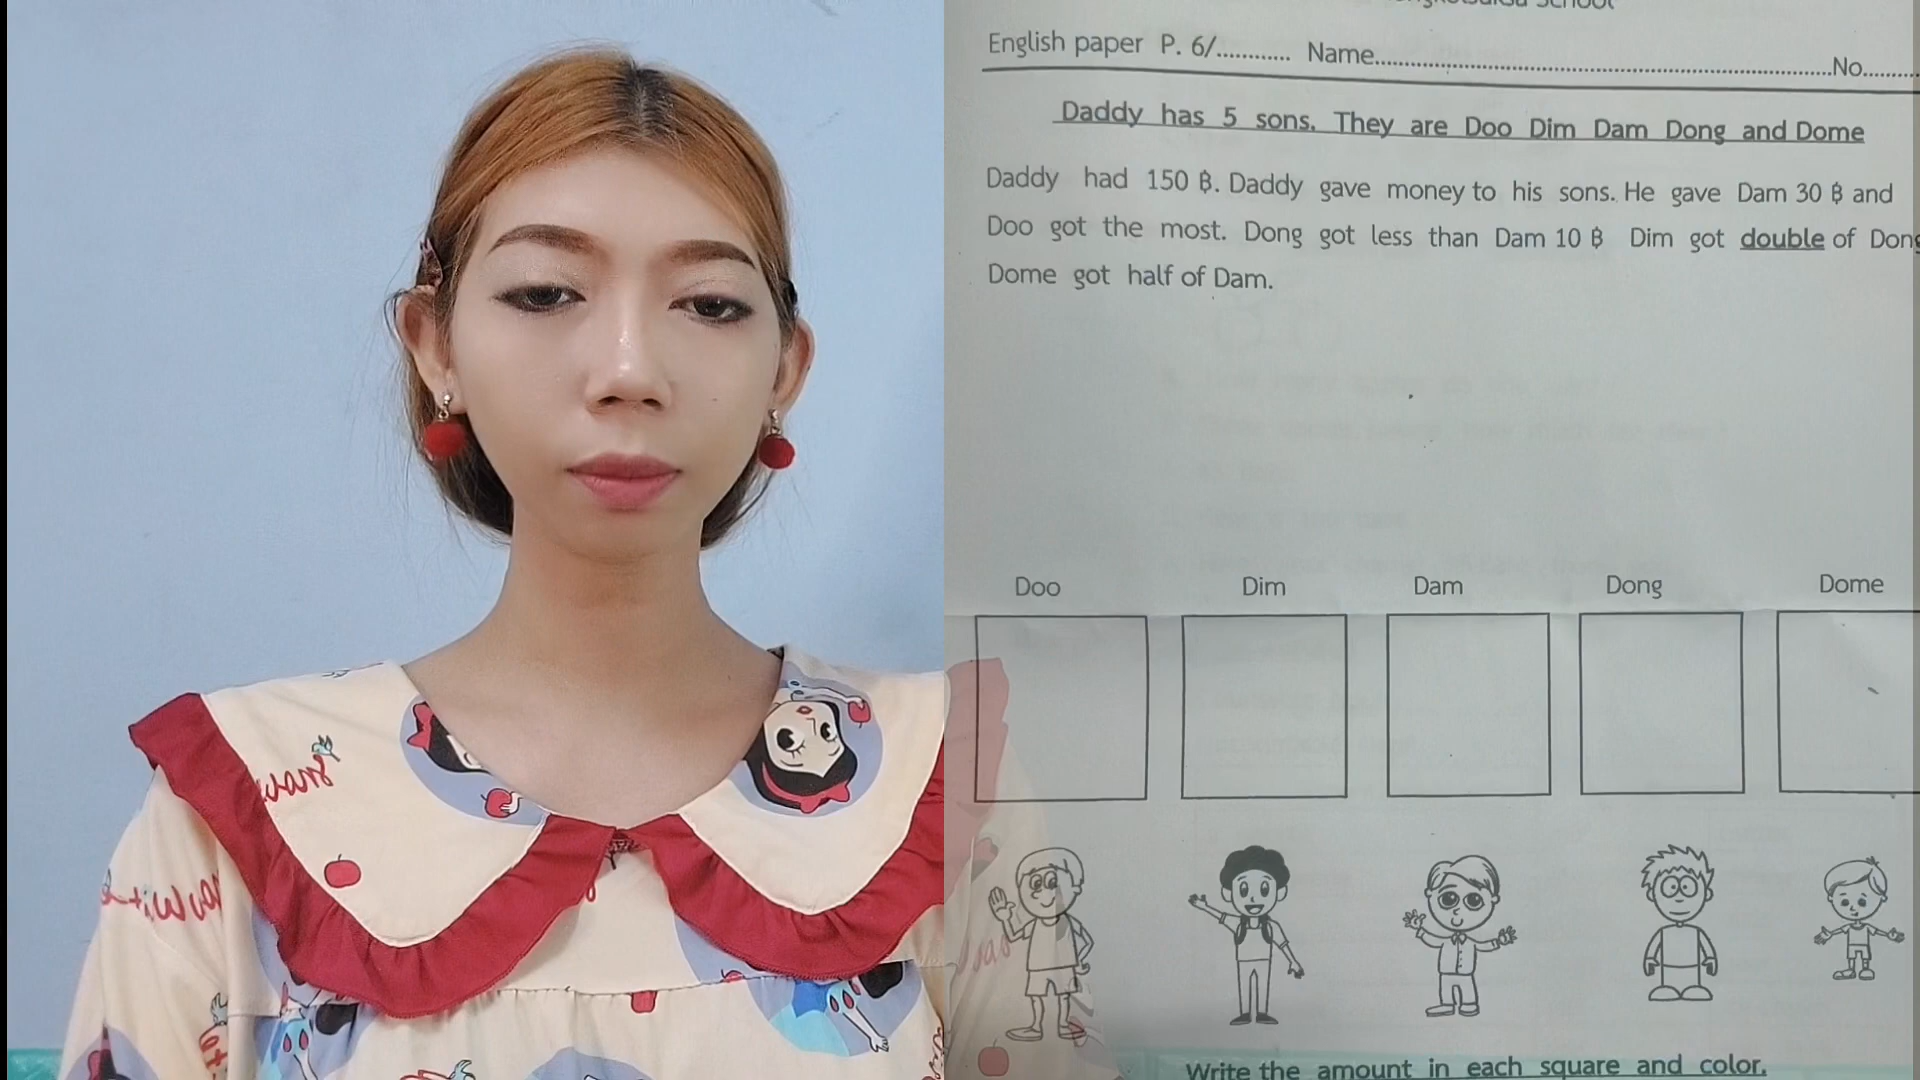 School
English paper P. 6/............ Name..............................................................................No.........
Daddy has 5 sons. They are Doo Dim Dam Dong and Dome
Daddy had 150 ฿. Daddy gave money to his sons. He gave Dam 30 ฿ and
Doo got the most. Dong got less than Dam 10 ฿ Dim got double of Dong
Dome got half of Dam.
Doo Dim Dam Dong Dome
Write the amount in each square and color.